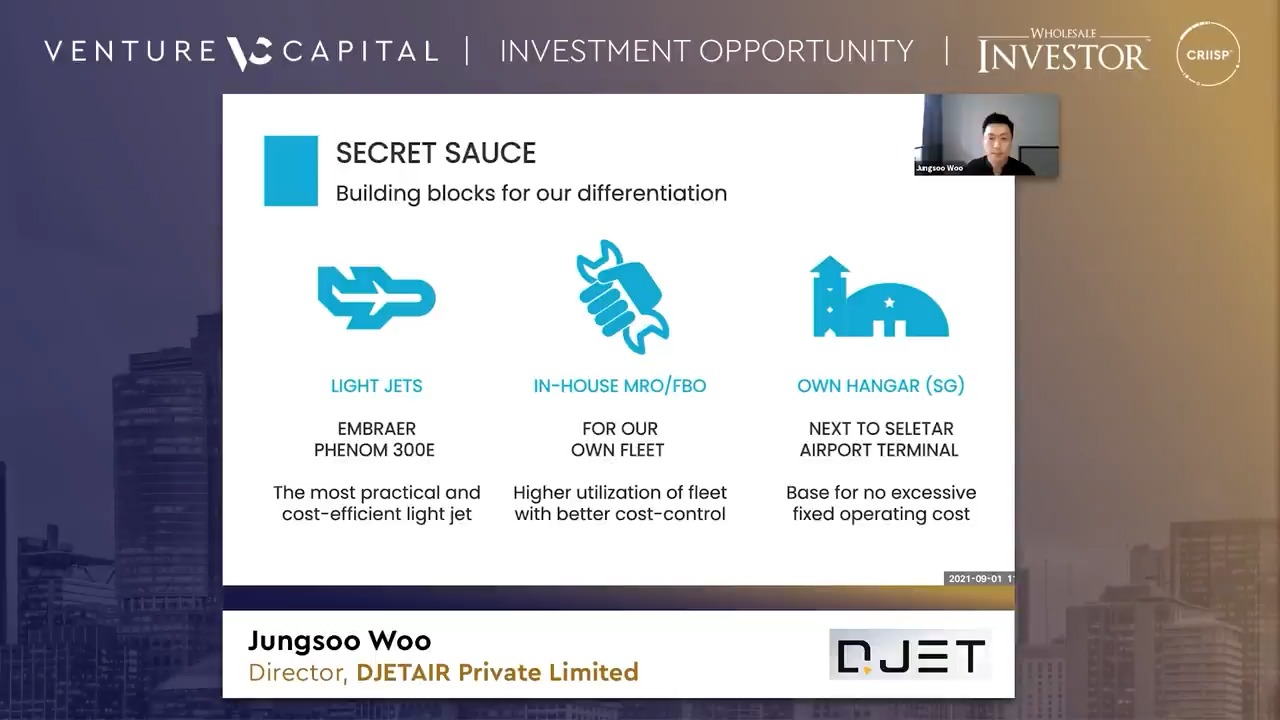 VENTURE VC CAPITAL | INVESTMENT OPPORTUNITY | WHOLESALE INVESTOR CRIISP
SECRET SAUCE
Building blocks for our differentiation
Jungsoo Woo
LIGHT JETS
EMBRAER
PHENOM 300E
The most practical and
cost-efficient light jet
IN-HOUSE MRO/FBO
FOR OUR
OWN FLEET
Higher utilization of fleet
with better cost-control
OWN HANGAR (SG)
NEXT TO SELETAR
AIRPORT TERMINAL
Base for no excessive
fixed operating cost
2021-09-01 1
Jungsoo Woo
Director, DJETAIR Private Limited
DJET